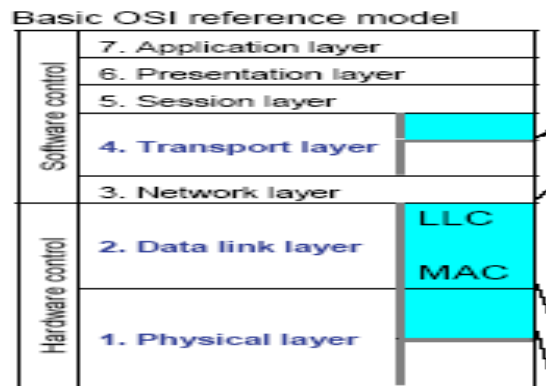 Basic OSI reference model
Software control
7. Application layer
6. Presentation layer
5. Session layer
4. Transport layer
3. Network layer
Hardware control
2. Data link layer
LLC
MAC
1. Physical layer